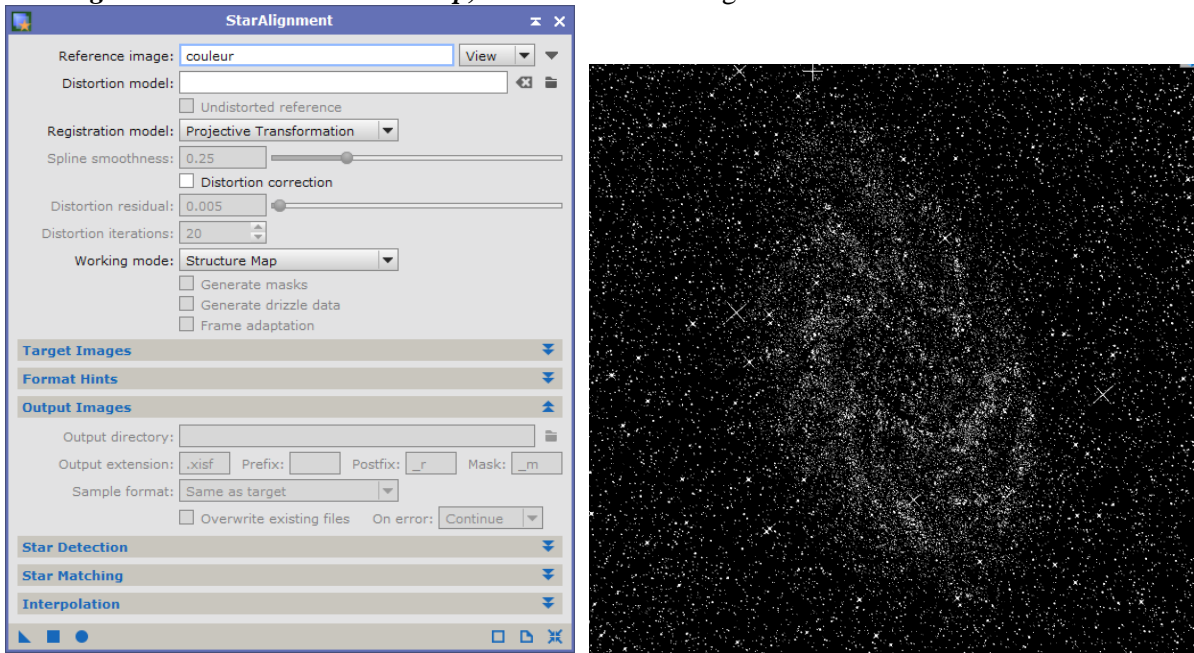 StarAlignment
Reference image: couleur View
Distortion model:
Undistorted reference
Registration model: Projective Transformation
Spline smoothness: 0.25
Distortion correction
Distortion residual: 0.005
Distortion iterations: 20
Working mode: Structure Map
Generate masks
Generate drizzle data
Frame adaptation
Target Images
Format Hints
Output Images
Output directory:
Output extension: .xisf Prefix: Postfix: _r Mask: _m
Sample format: Same as target
Overwrite existing files On error: Continue
Star Detection
Star Matching
Interpolation